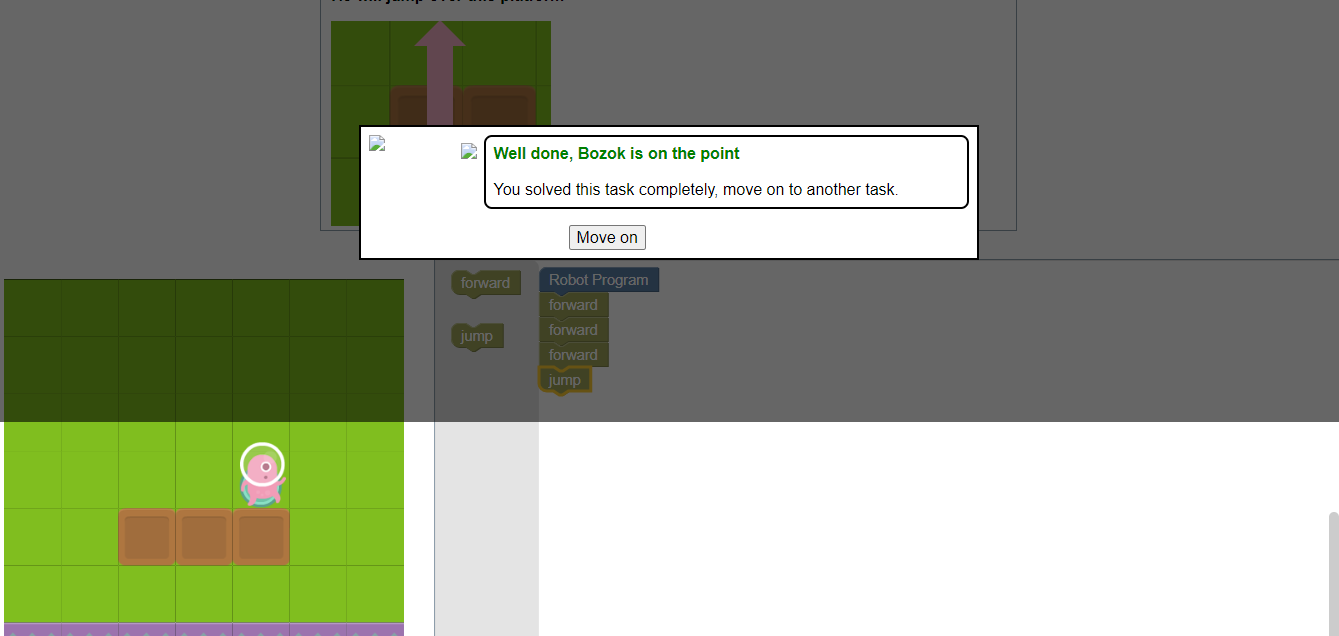 Well done, Bozok is on the point
You solved this task completely, move on to another task.
Move on
forward
jump
Robot Program
forward
forward
forward
jump